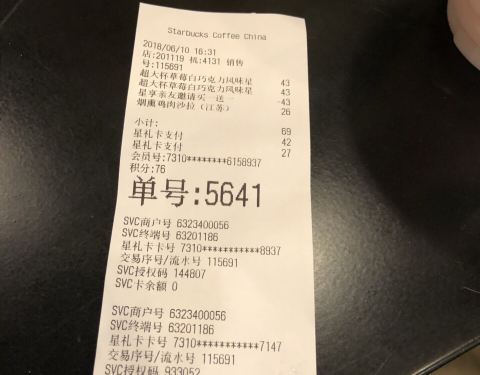 Starbucks Coffee China
2018/06/10 16:31
店:201119 机:4131 销售
号:115691
超大杯草莓白巧克力风味星 43
超大杯草莓白巧克力风味星 43
星享亲友邀请买一送一 -43
烟熏鸡肉沙拉（江苏） 26
小计: 69
星礼卡支付 42
星礼卡支付 27
会员号:7310********6158937
积分:76
单号:5641
SVC商户号 6323400056
SVC终端号 63201186
星礼卡卡号 7310***********8937
交易序号/流水号 115691
SVC授权码 144807
SVC卡余额 0
SVC商户号 6323400056
SVC终端号 63201186
星礼卡卡号 7310***********7147
交易序号/流水号 115691
SVC授权码 933052